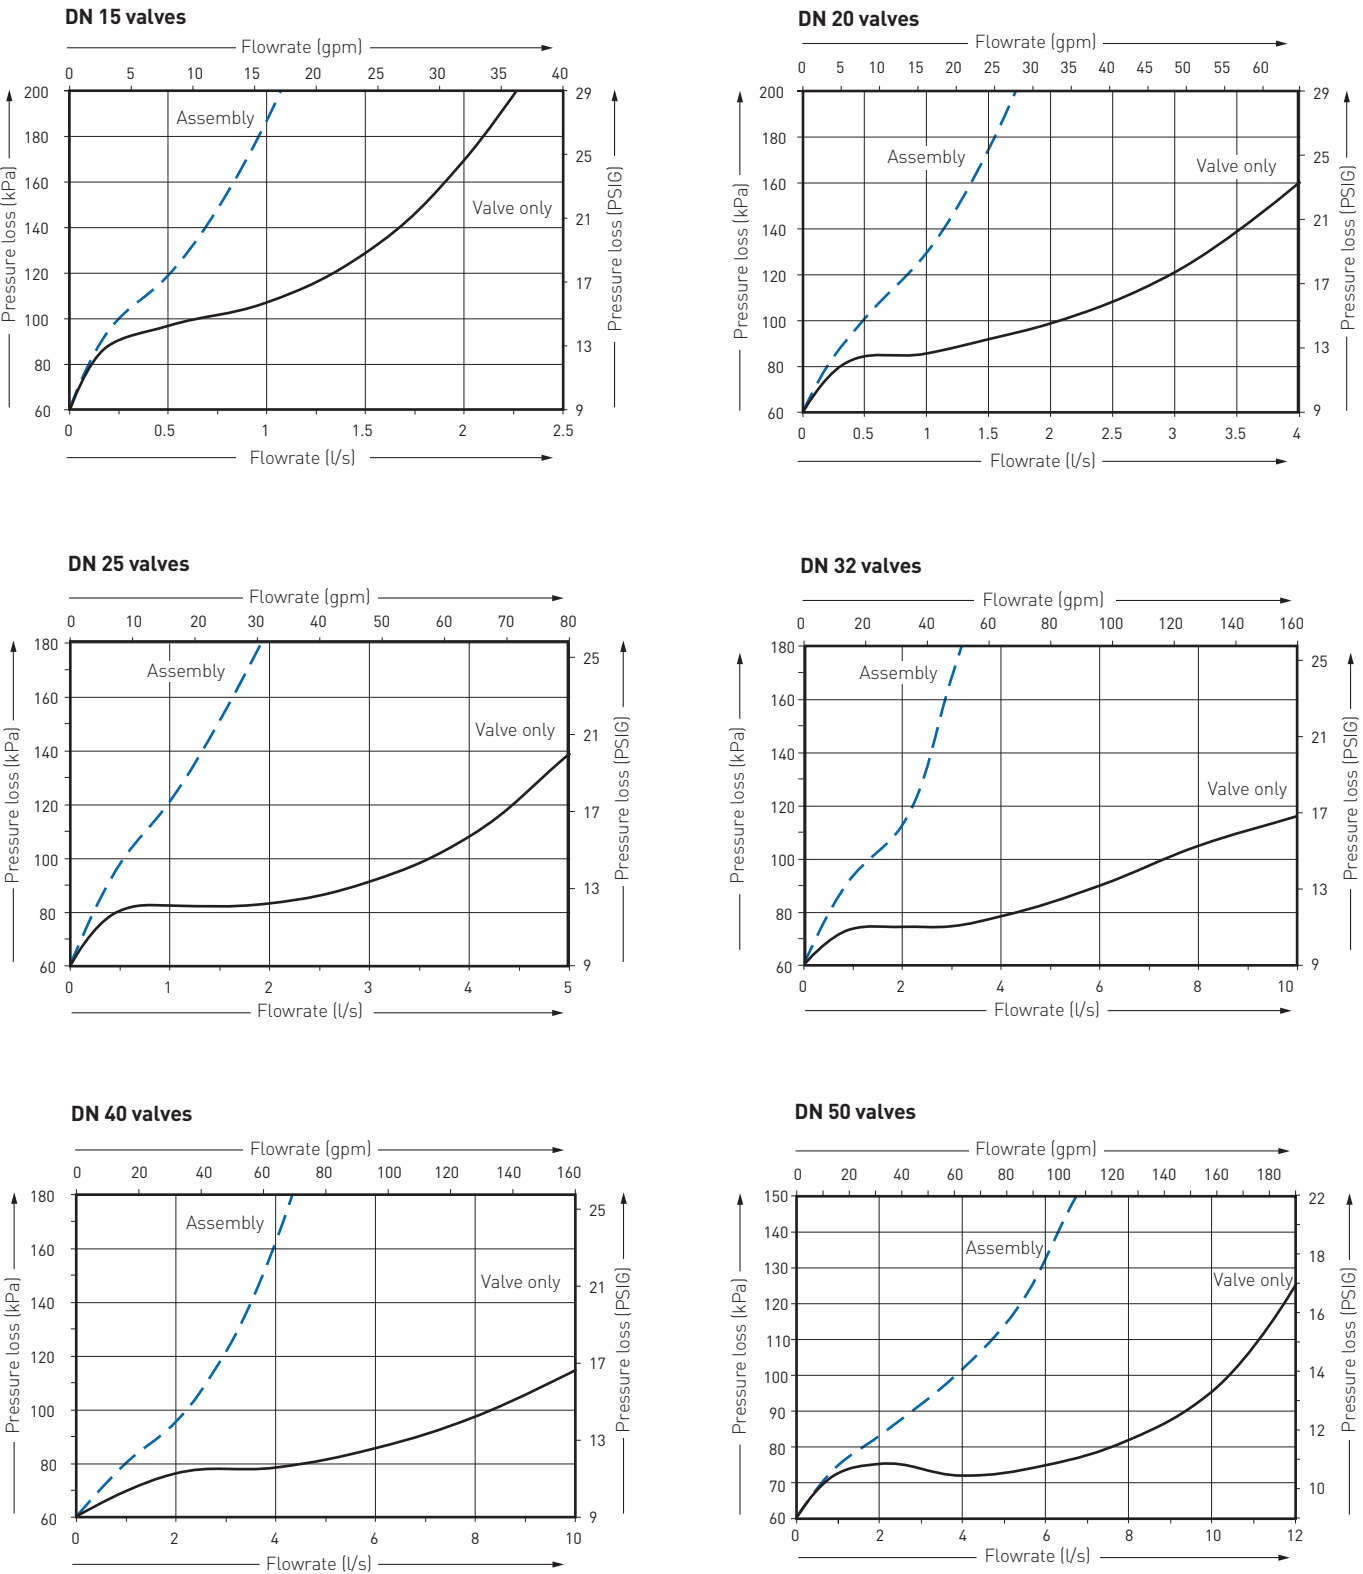 DN 15 valves
Flowrate (gpm)
0 5 10 15 20 25 30 35 40
Pressure loss (kPa)
200
180
160
140
120
100
80
60
Assembly
Valve only
29
25
21
17
13
9
Pressure loss (PSIG)
0 0.5 1 1.5 2 2.5
Flowrate (l/s)
DN 20 valves
Flowrate (gpm)
0 5 10 15 20 25 30 35 40 45 50 55 60
Pressure loss (kPa)
200
180
160
140
120
100
80
60
Assembly
Valve only
29
25
21
17
13
9
Pressure loss (PSIG)
0 0.5 1 1.5 2 2.5 3 3.5 4
Flowrate (l/s)
DN 25 valves
Flowrate (gpm)
0 10 20 30 40 50 60 70 80
Pressure loss (kPa)
180
160
140
120
100
80
60
Assembly
Valve only
25
21
17
13
9
Pressure loss (PSIG)
0 1 2 3 4 5
Flowrate (l/s)
DN 32 valves
Flowrate (gpm)
0 20 40 60 80 100 120 140 160
Pressure loss (kPa)
180
160
140
120
100
80
60
Assembly
Valve only
25
21
17
13
9
Pressure loss (PSIG)
0 2 4 6 8 10
Flowrate (l/s)
DN 40 valves
Flowrate (gpm)
0 20 40 60 80 100 120 140 160
Pressure loss (kPa)
180
160
140
120
100
80
60
Assembly
Valve only
25
21
17
13
9
Pressure loss (PSIG)
0 2 4 6 8 10
Flowrate (l/s)
DN 50 valves
Flowrate (gpm)
0 20 40 60 80 100 120 140 160 180
Pressure loss (kPa)
150
140
130
120
110
100
90
80
70
60
Assembly
Valve only
22
18
16
14
12
10
Pressure loss (PSIG)
0 2 4 6 8 10 12
Flowrate (l/s)